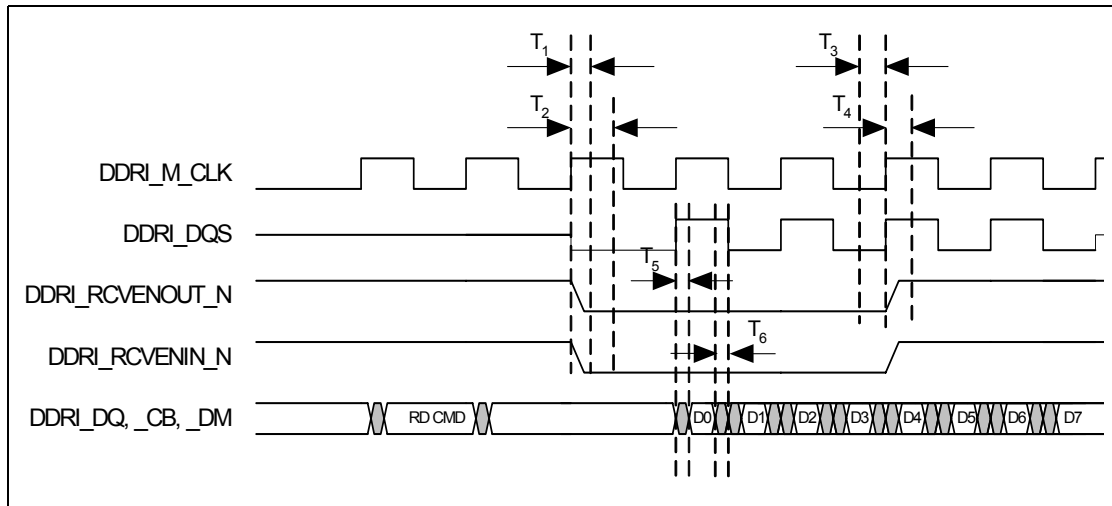 T1
T3
T2
T4
DDRI_M_CLK
DDRI_DQS
T5
DDRI_RCVENOUT_N
T6
DDRI_RCVENIN_N
DDRI_DQ, _CB, _DM RD CMD D0 D1 D2 D3 D4 D5 D6 D7